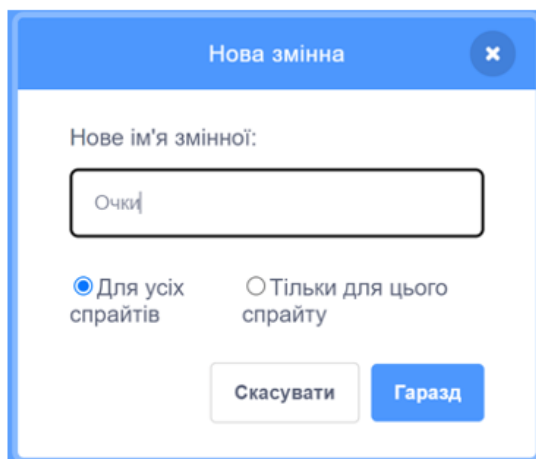 Нова змінна
Нове ім'я змінної:
Очки
Для усіх спрайтів
Тільки для цього спрайту
Скасувати
Гаразд